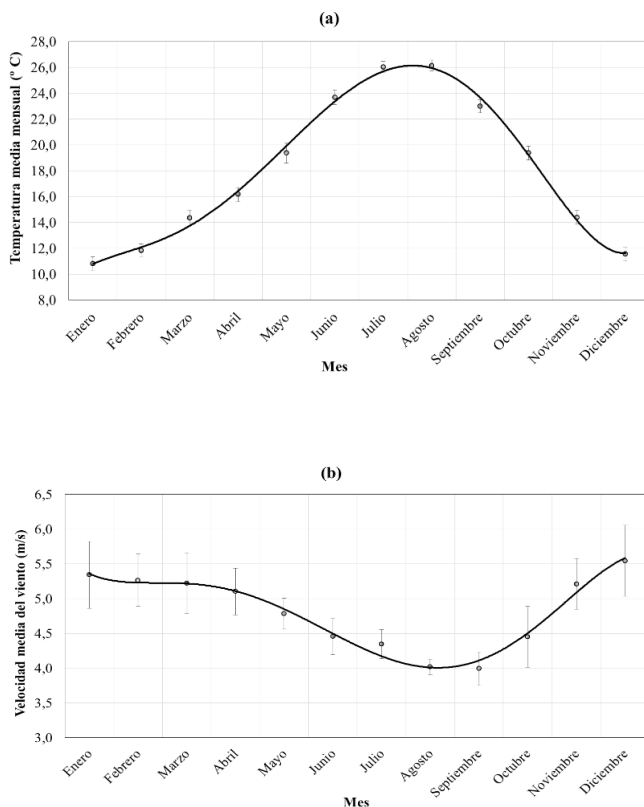 (a)
Temperatura media mensual (º C)
28,0
26,0
24,0
22,0
20,0
18,0
16,0
14,0
12,0
10,0
8,0
Enero
Febrero
Marzo
Abril
Mayo
Junio
Julio
Agosto
Septiembre
Octubre
Noviembre
Diciembre
Mes
(b)
Velocidad media del viento (m/s)
6,5
6,0
5,5
5,0
4,5
4,0
3,5
3,0
Enero
Febrero
Marzo
Abril
Mayo
Junio
Julio
Agosto
Septiembre
Octubre
Noviembre
Diciembre
Mes